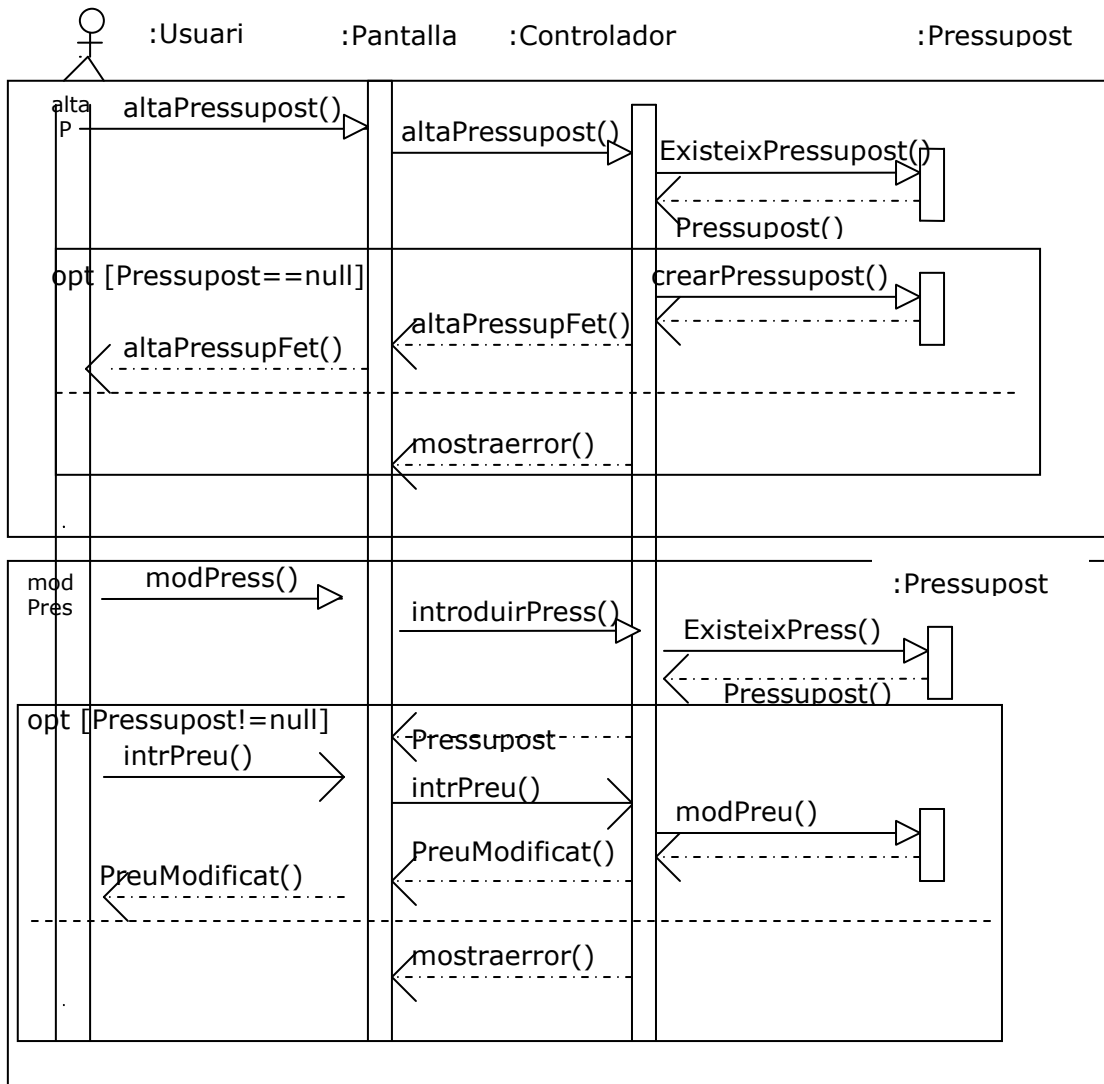 :Usuari
:Pantalla
:Controlador
:Pressupost
alta
P
altaPressupost()
altaPressupost()
ExisteixPressupost()
Pressupost()
opt [Pressupost==null]
crearPressupost()
altaPressupFet()
altaPressupFet()
mostraerror()
mod
Pres
modPress()
:Pressupost
introduirPress()
ExisteixPress()
Pressupost()
opt [Pressupost!=null]
Pressupost
intrPreu()
intrPreu()
modPreu()
PreuModificat()
PreuModificat()
mostraerror()